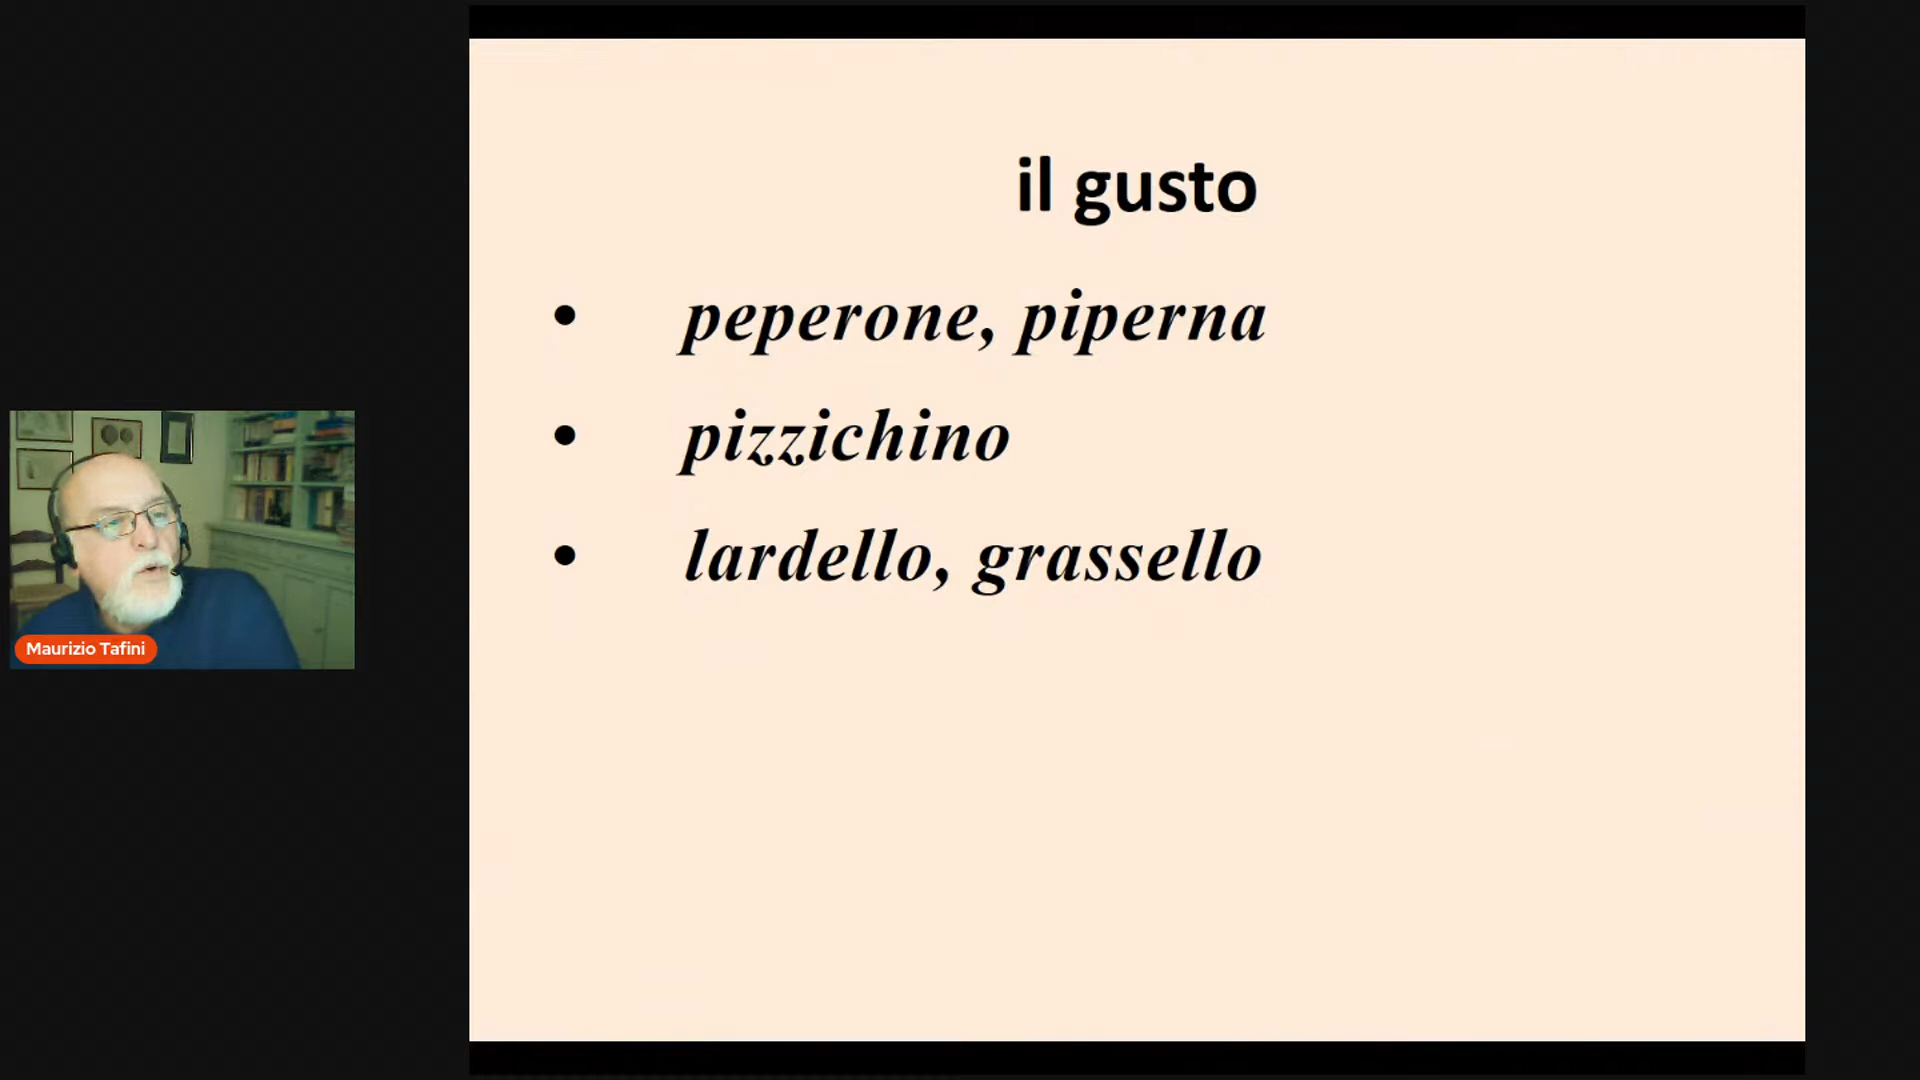 il gusto
• peperone, piperna
• pizzichino
• lardello, grassello
Maurizio Tafini